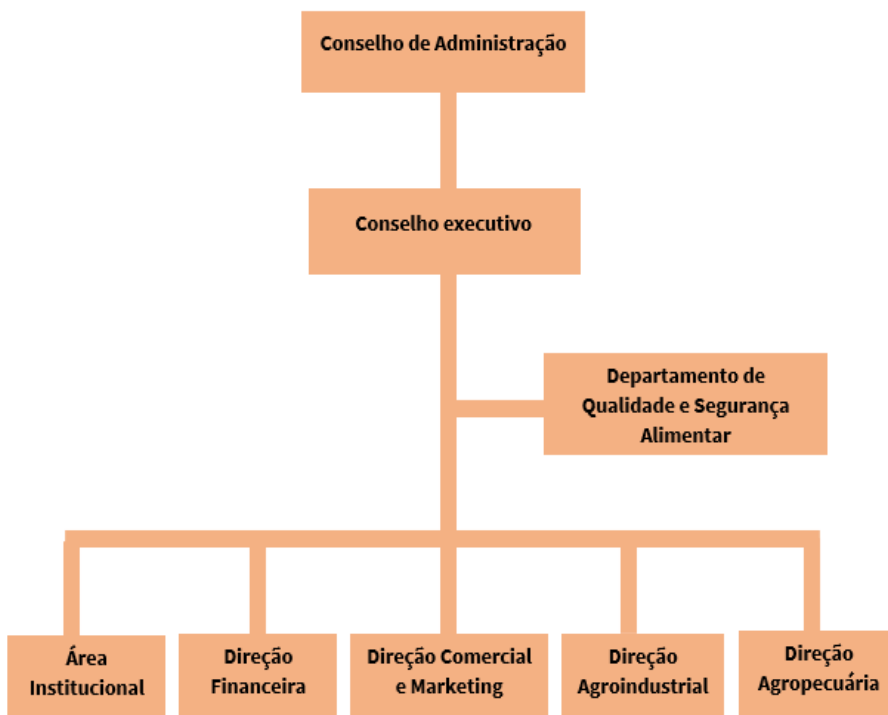 Conselho de Administração
Conselho executivo
Departamento de
Qualidade e Segurança
Alimentar
Área
Institucional
Direção
Financeira
Direção Comercial
e Marketing
Direção
Agroindustrial
Direção
Agropecuária